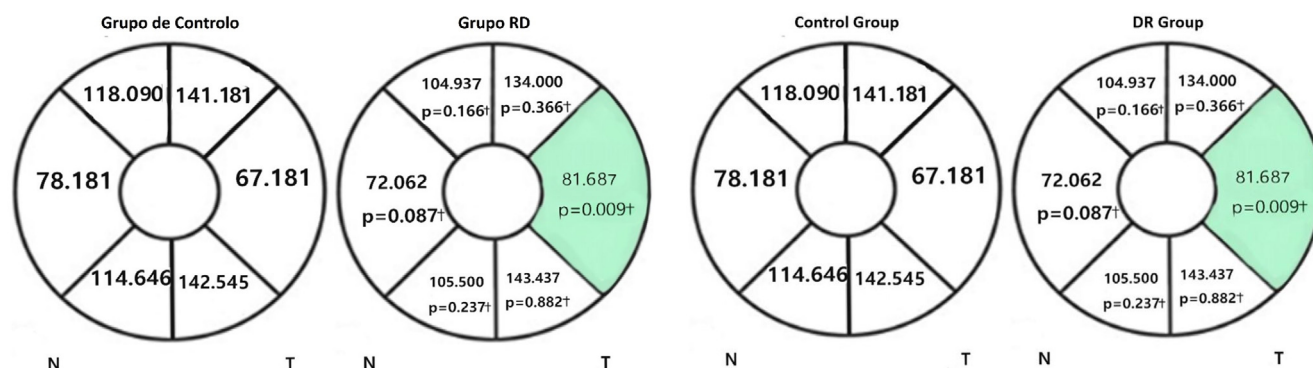 Grupo de Controlo
118.090
141.181
78.181
67.181
114.646
142.545
N
T
Grupo RD
104.937
p=0.166†
134.000
p=0.366†
72.062
p=0.087†
81.687
p=0.009†
105.500
p=0.237†
143.437
p=0.882†
N
T
Control Group
118.090
141.181
78.181
67.181
114.646
142.545
N
T
DR Group
104.937
p=0.166†
134.000
p=0.366†
72.062
p=0.087†
81.687
p=0.009†
105.500
p=0.237†
143.437
p=0.882†
N
T